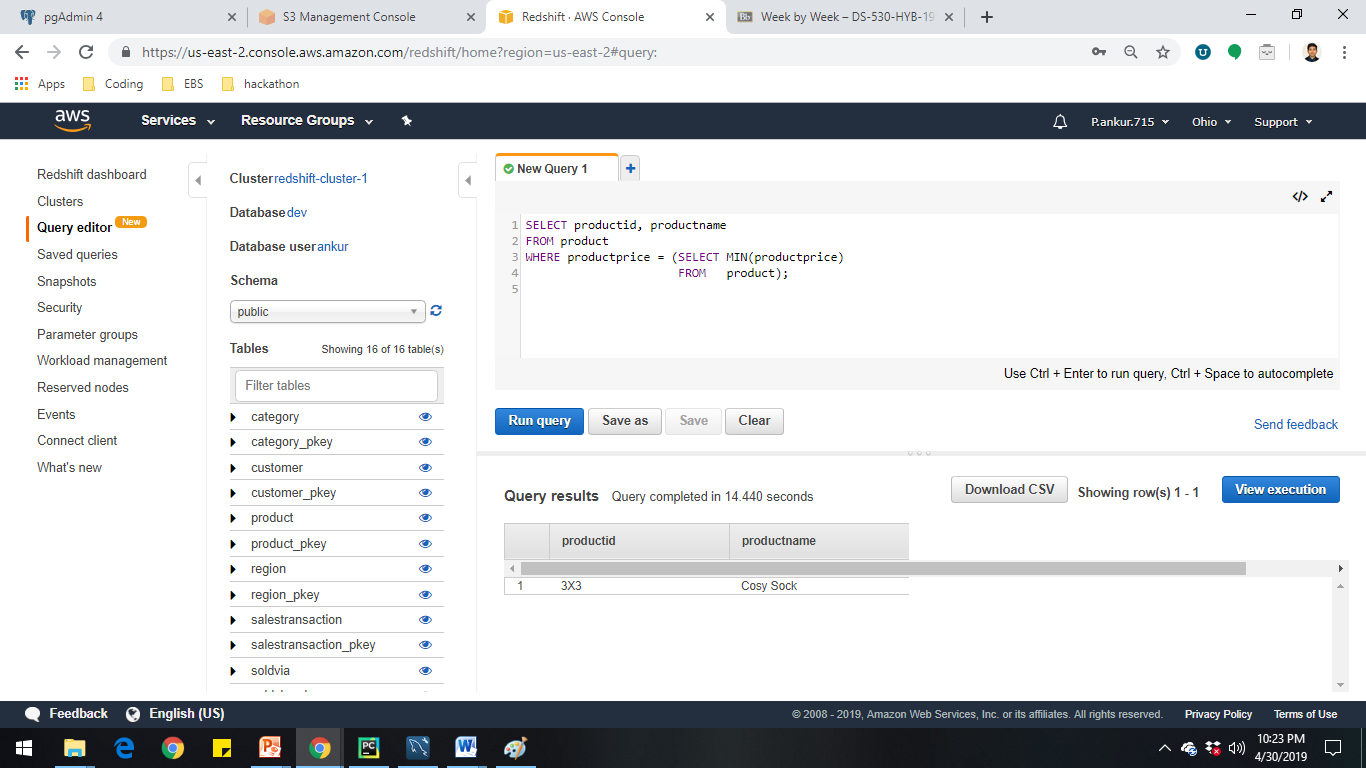 pgAdmin 4
S3 Management Console
Redshift · AWS Console
Bb Week by Week – DS-530-HYB-19
https://us-east-2.console.aws.amazon.com/redshift/home?region=us-east-2#query:
Apps Coding EBS hackathon
aws Services Resource Groups P.ankur.715 Ohio Support
Redshift dashboard
Clusters
Query editor New
Saved queries
Snapshots
Security
Parameter groups
Workload management
Reserved nodes
Events
Connect client
What's new
Cluster redshift-cluster-1
Database dev
Database user ankur
Schema
public
Tables Showing 16 of 16 table(s)
Filter tables
category
category_pkey
customer
customer_pkey
product
product_pkey
region
region_pkey
salestransaction
salestransaction_pkey
soldvia
New Query 1 +
</>
1 SELECT productid, productname
2 FROM product
3 WHERE productprice = (SELECT MIN(productprice)
4 FROM product);
5
Use Ctrl + Enter to run query, Ctrl + Space to autocomplete
Run query Save as Save Clear
Send feedback
Query results Query completed in 14.440 seconds Download CSV Showing row(s) 1 - 1 View execution
productid productname
1 3X3 Cosy Sock
Feedback English (US) © 2008 - 2019, Amazon Web Services, Inc. or its affiliates. All rights reserved. Privacy Policy Terms of Use
10:23 PM
4/30/2019